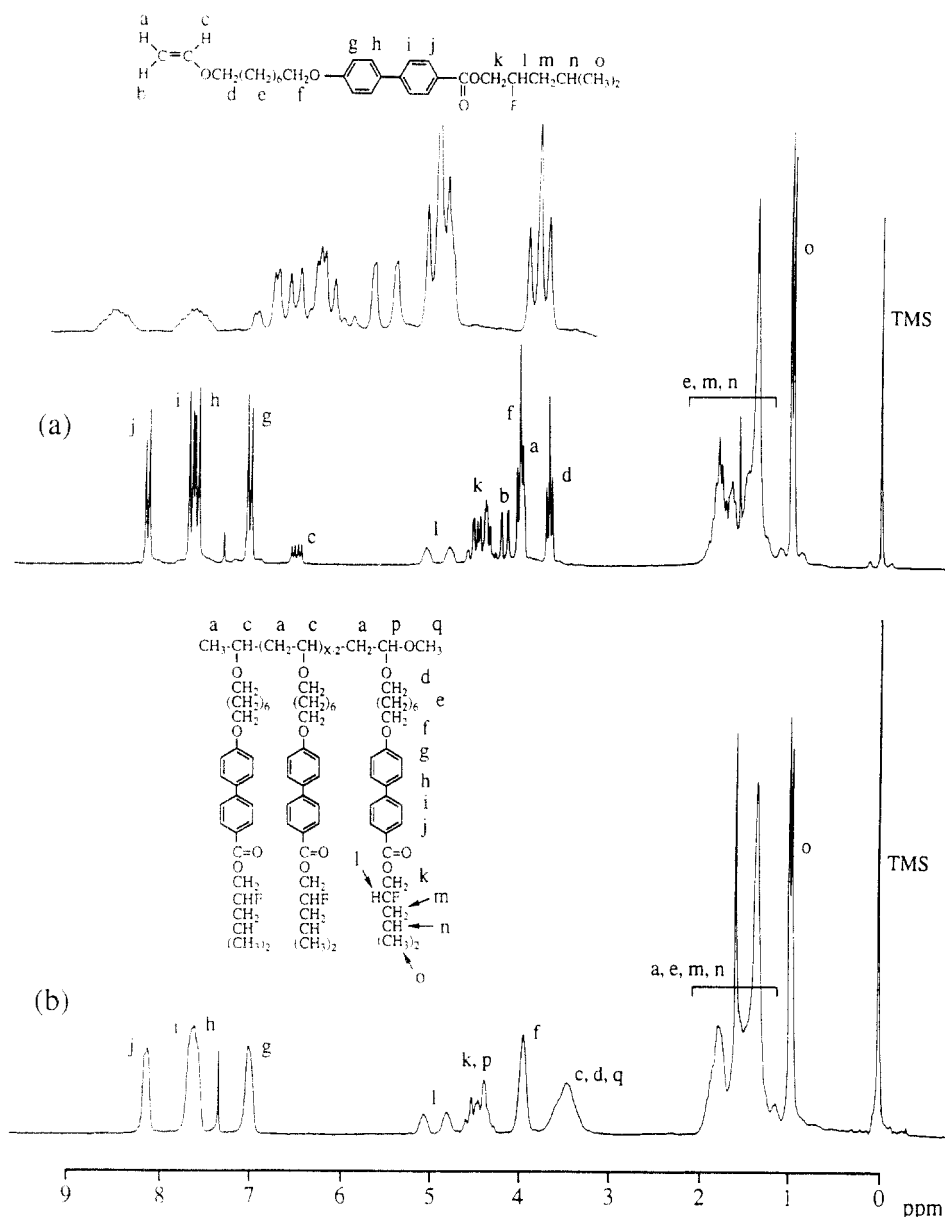 a c
H H
g h i j
k l m n o
C=C
H OCH₂(CH₂)₆CH₂O COCH₂CHCH₂CH(CH₃)₂
b d e f O F
o
TMS
e, m, n
(a)
j i h g c l k b f a d
a c a c a p q
CH₃-CH-(CH₂-CH)x-2-CH₂-CH-OCH₃
O O O d
CH₂ CH₂ CH₂
(CH₂)₆ (CH₂)₆ (CH₂)₆ e
CH₂ CH₂ CH₂ f
O O O
g
h
i
j
C=O C=O C=O
O O O
CH₂ CH₂ CH₂ k
l
CHF CHF HCF m
CH₂ CH₂ CH₂
CH CH CH n
(CH₃)₂ (CH₃)₂ (CH₃)₂
o
o
TMS
a, e, m, n
(b)
j i h g l k, p f c, d, q
9 8 7 6 5 4 3 2 1 0 ppm